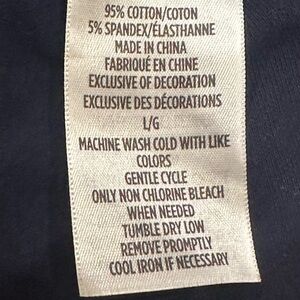 95% COTTON/COTON
5% SPANDEX/ÉLASTHANNE
MADE IN CHINA
FABRIQUÉ EN CHINE
EXCLUSIVE OF DECORATION
EXCLUSIVE DES DÉCORATIONS
L/G
MACHINE WASH COLD WITH LIKE
COLORS
GENTLE CYCLE
ONLY NON CHLORINE BLEACH
WHEN NEEDED
TUMBLE DRY LOW
REMOVE PROMPTLY
COOL IRON IF NECESSARY